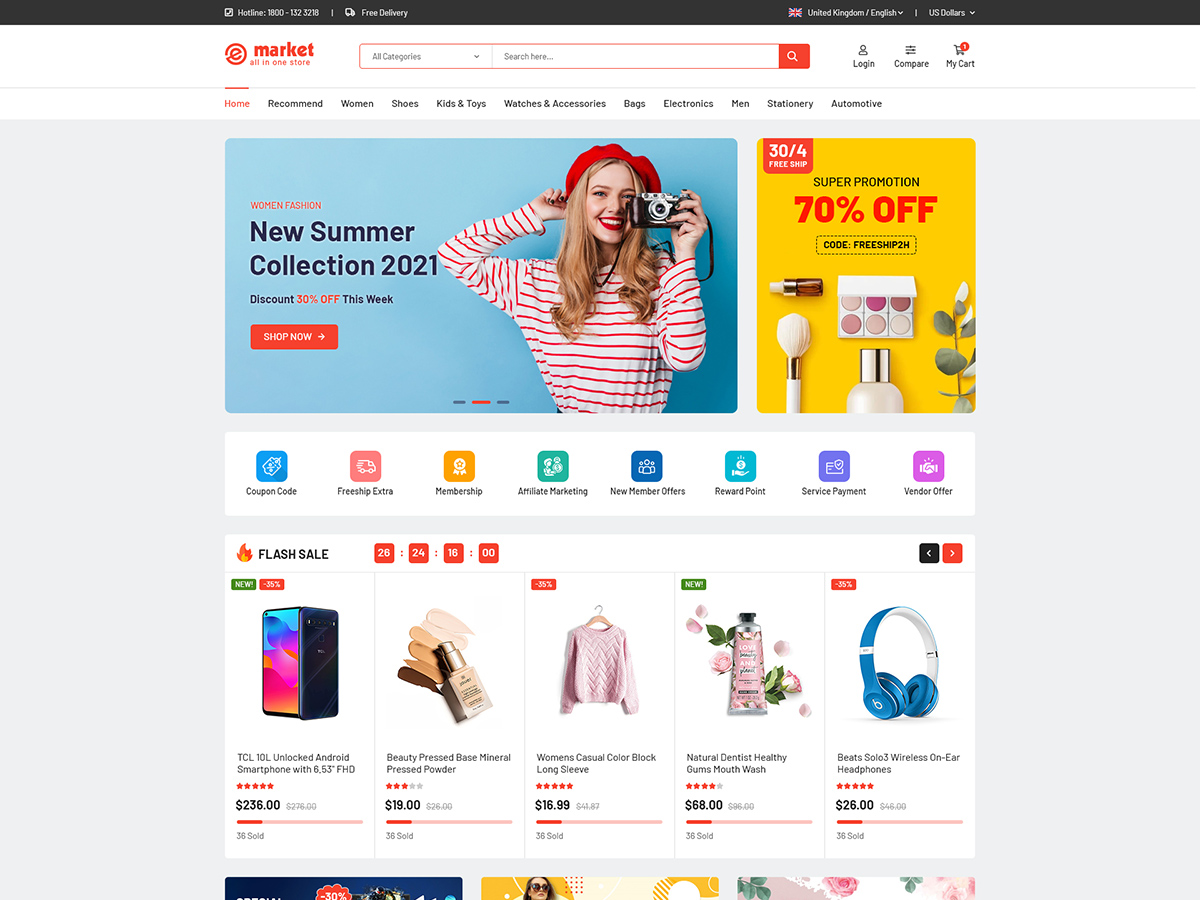 Hotline: 1800 - 132 3218 | Free Delivery
United Kingdom / English | US Dollars
market
all in one store
All Categories
Search here...
Login
Compare
1
My Cart
Home Recommend Women Shoes Kids & Toys Watches & Accessories Bags Electronics Men Stationery Automotive
WOMEN FASHION
New Summer
Collection 2021
Discount 30% OFF This Week
SHOP NOW →
30/4
FREE SHIP
SUPER PROMOTION
70% OFF
CODE: FREESHIP2H
Coupon Code
Freeship Extra
Membership
Affiliate Marketing
New Member Offers
Reward Point
Service Payment
Vendor Offer
FLASH SALE
26 : 24 : 16 : 00
NEW! -35%
TCL
TCL 10L Unlocked Android
Smartphone with 6,53" FHD
$236.00 $276.00
36 Sold
Beauty Pressed Base Mineral
Pressed Powder
$19.00 $26.00
36 Sold
-35%
Womens Casual Color Block
Long Sleeve
$16.99 $41.87
36 Sold
NEW!
LOVE
beauty
AND
planet
Natural Dentist Healthy
Gums Mouth Wash
$68.00 $96.00
36 Sold
-35%
b
Beats Solo3 Wireless On-Ear
Headphones
$26.00 $46.00
36 Sold
-30%